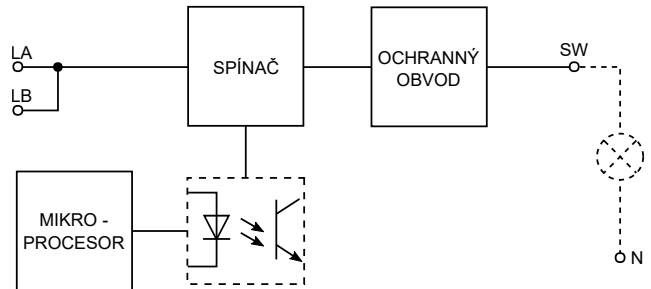 LA
LB
SPÍNAČ
OCHRANNÝ
OBVOD
SW
MIKRO -
PROCESOR
N